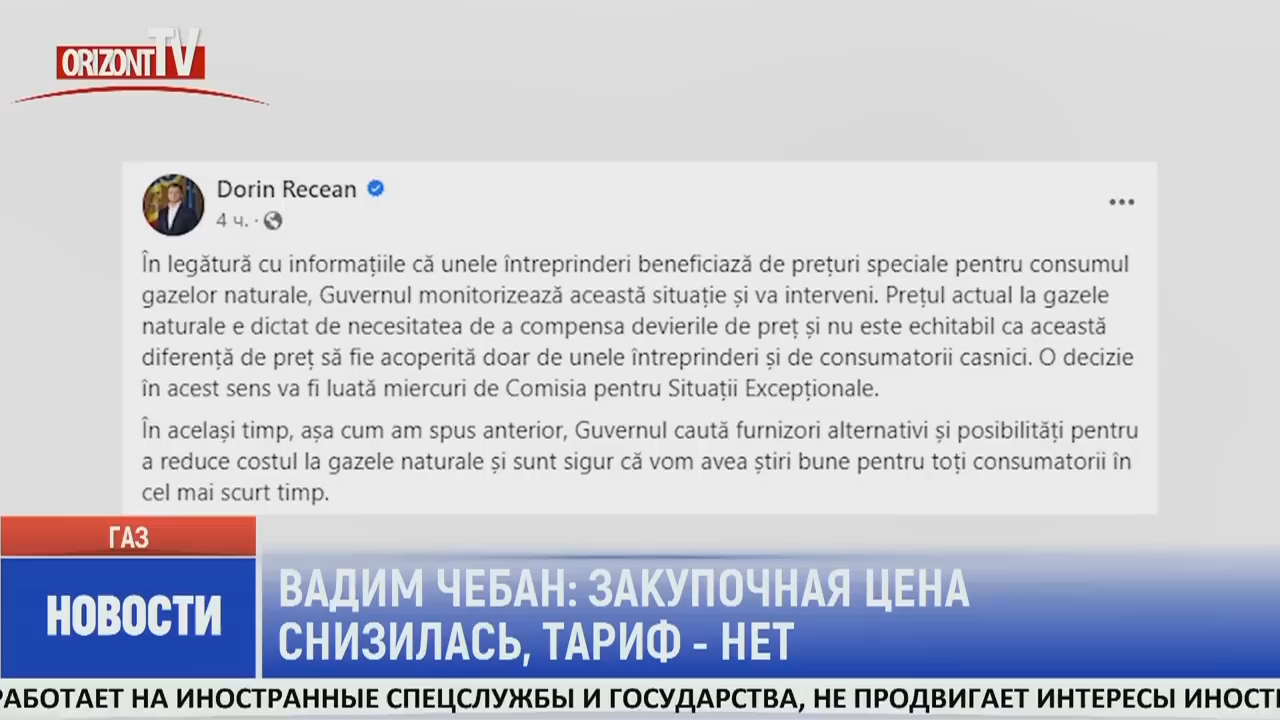 ORIZONT TV
Dorin Recean
4 ч. ·
În legătură cu informațiile că unele întreprinderi beneficiază de prețuri speciale pentru consumul
gazelor naturale, Guvernul monitorizează această situație și va interveni. Prețul actual la gazele
naturale e dictat de necesitatea de a compensa devierile de preț și nu este echitabil ca această
diferență de preț să fie acoperită doar de unele întreprinderi și de consumatorii casnici. O decizie
în acest sens va fi luată miercuri de Comisia pentru Situații Excepționale.
În același timp, așa cum am spus anterior, Guvernul caută furnizori alternativi și posibilități pentru
a reduce costul la gazele naturale și sunt sigur că vom avea știri bune pentru toți consumatorii în
cel mai scurt timp.
ГАЗ
НОВОСТИ
ВАДИМ ЧЕБАН: ЗАКУПОЧНАЯ ЦЕНА
СНИЗИЛАСЬ, ТАРИФ - НЕТ
РАБОТАЕТ НА ИНОСТРАННЫЕ СПЕЦСЛУЖБЫ И ГОСУДАРСТВА, НЕ ПРОДВИГАЕТ ИНТЕРЕСЫ ИНОСТ